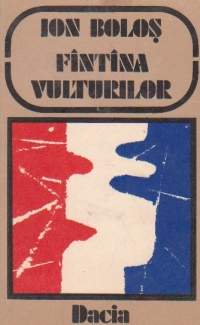 ION BOLOȘ
FÎNTÎNA
VULTURILOR
Dacia